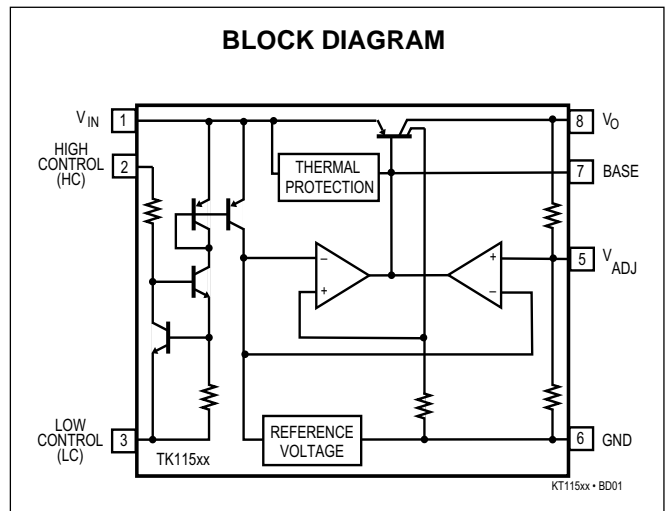 BLOCK DIAGRAM
V IN
1
HIGH
CONTROL
(HC)
2
LOW
CONTROL
(LC)
3
THERMAL
PROTECTION
–
+
+
–
REFERENCE
VOLTAGE
TK115xx
8
VO
7
BASE
5
V ADJ
6
GND
KT115xx • BD01